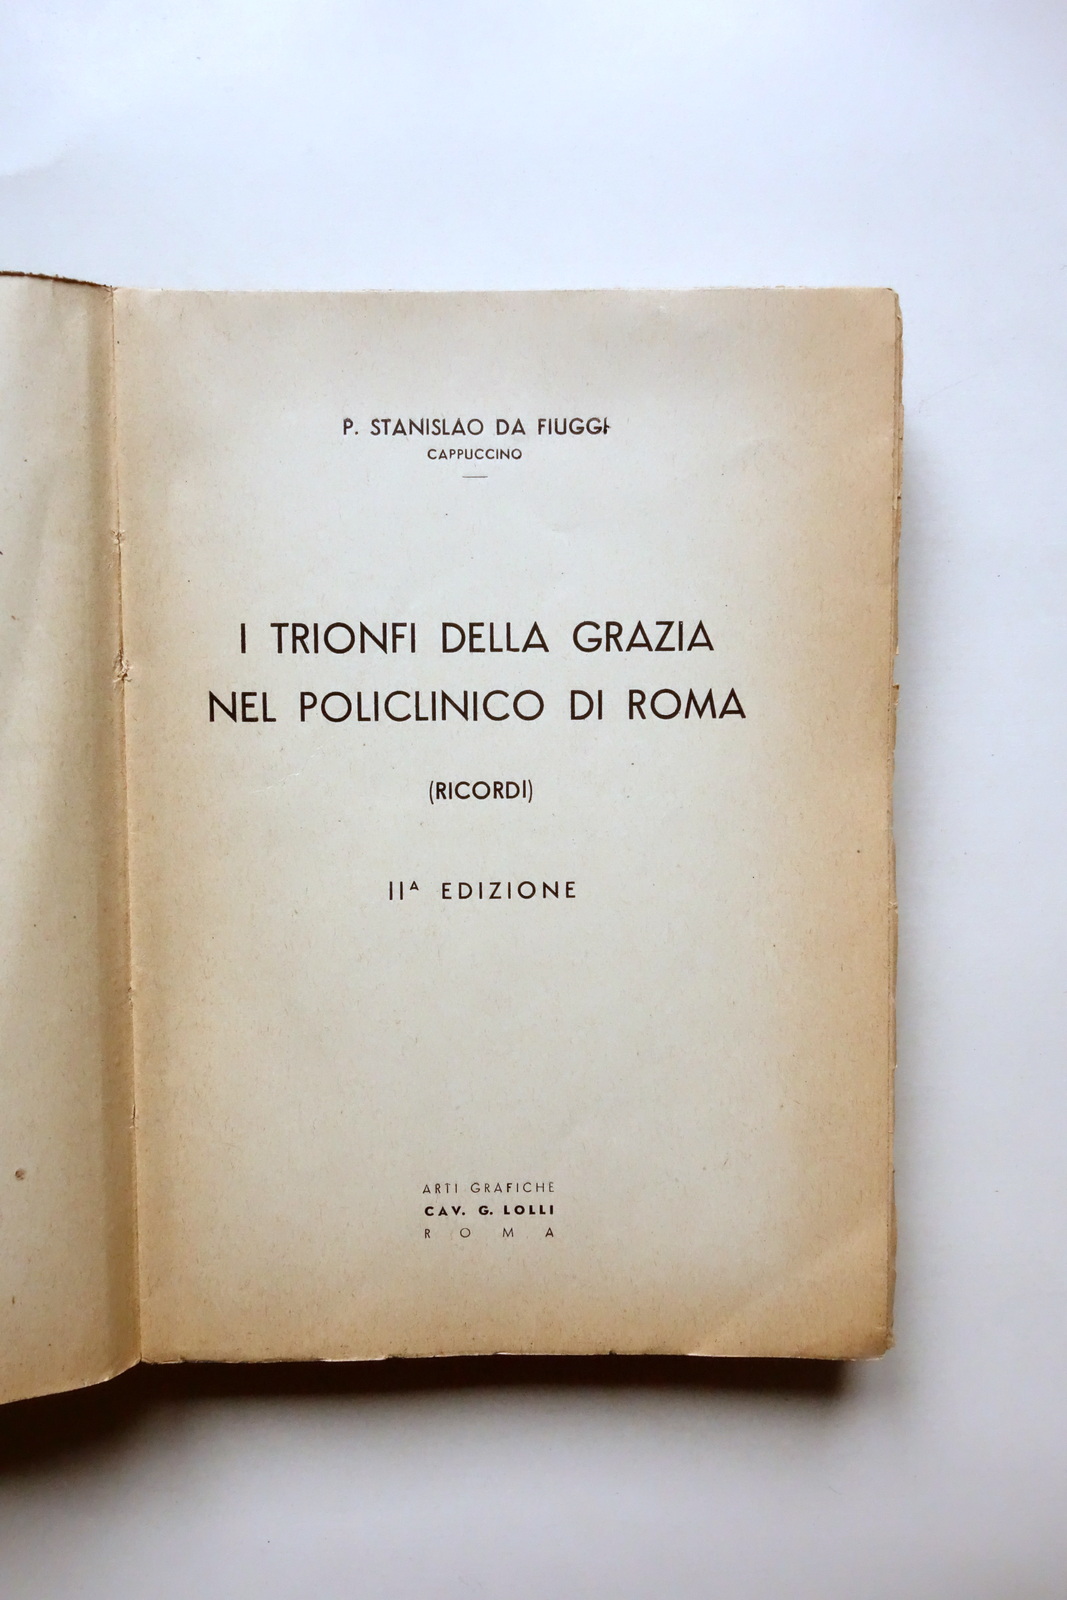 P. STANISLAO DA FIUGGI
CAPPUCCINO
I TRIONFI DELLA GRAZIA
NEL POLICLINICO DI ROMA
(RICORDI)
IIᴬ EDIZIONE
ARTI GRAFICHE
CAV. G. LOLLI
ROMA